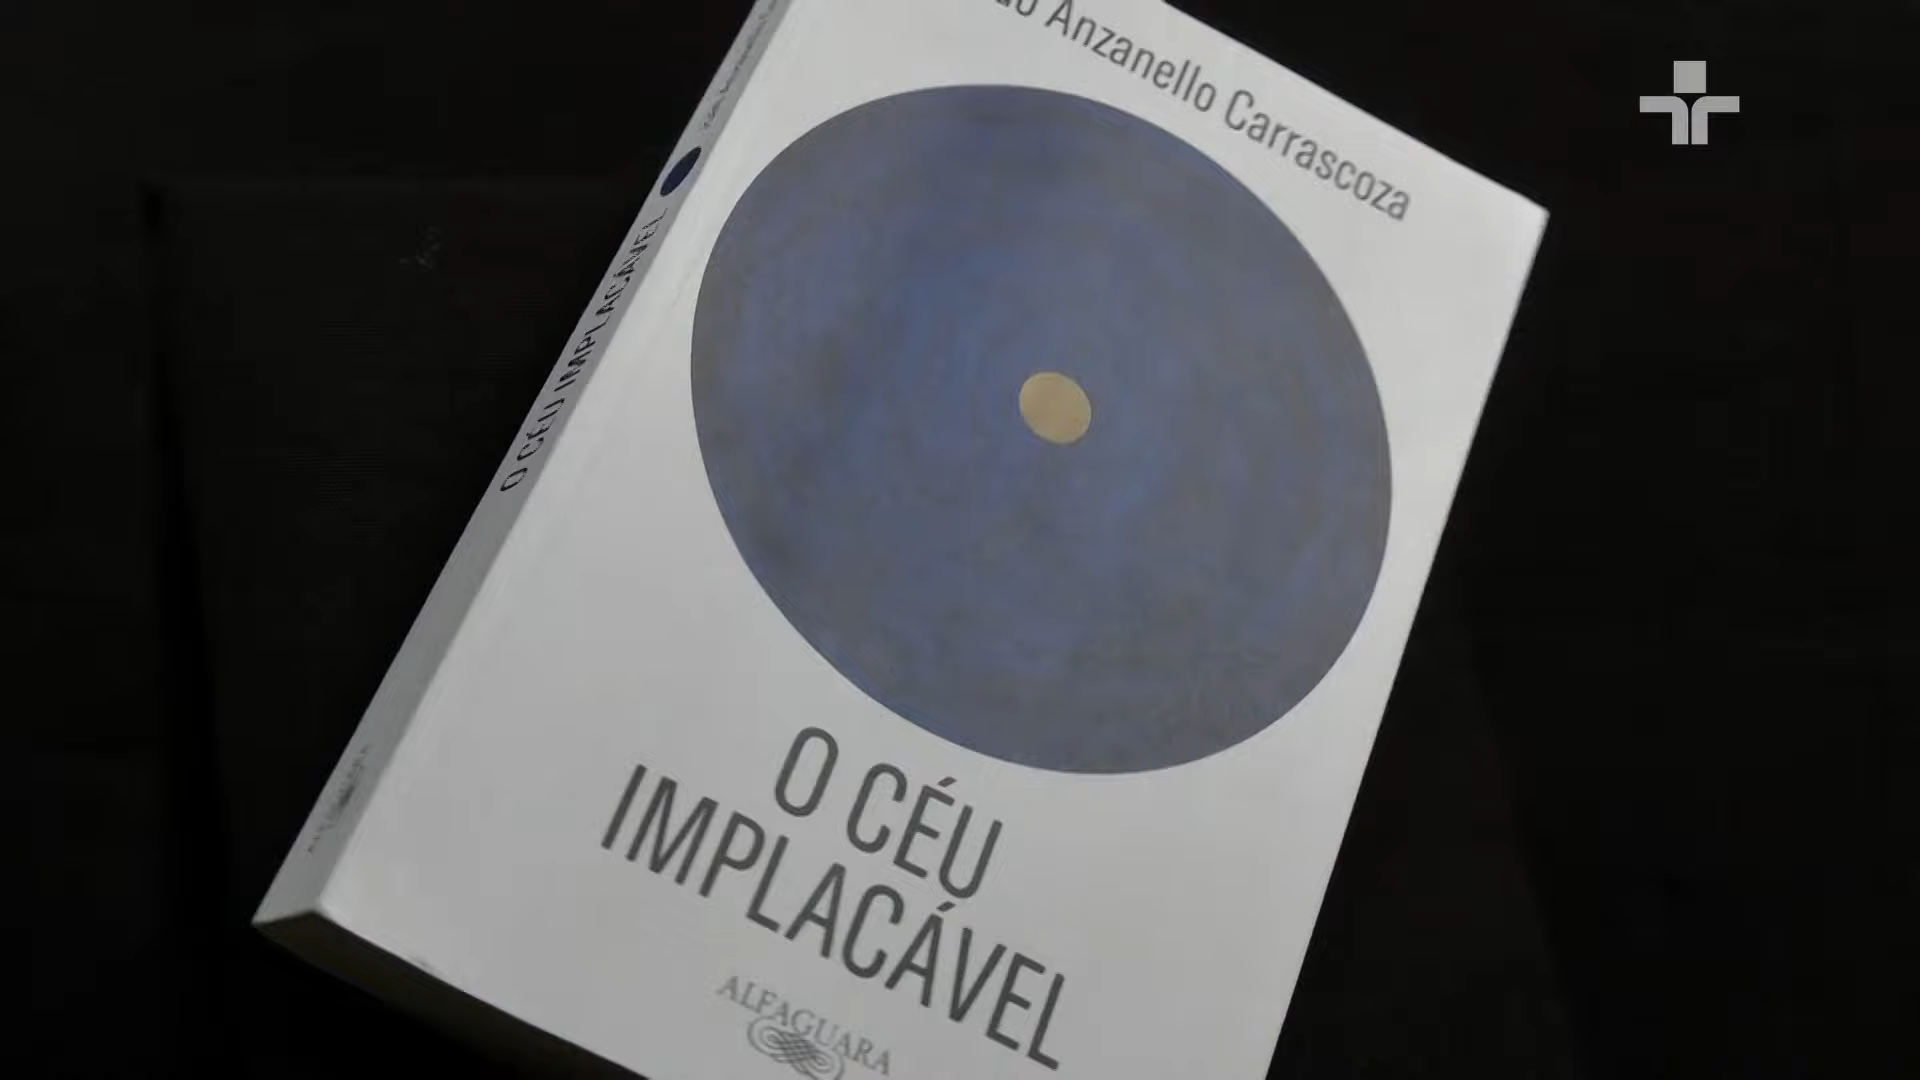 Anzanello Carrascoza
O CÉU IMPLACÁVEL
O CÉU
IMPLACÁVEL
ALFAGUARA